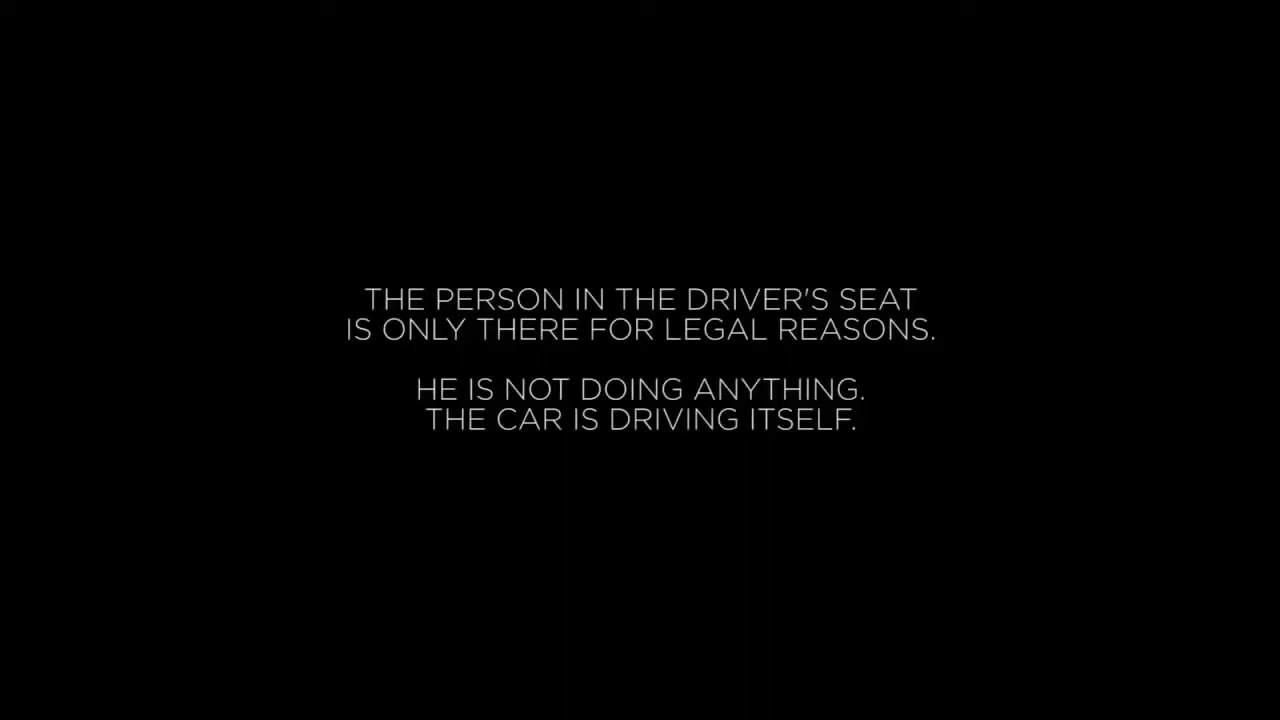 THE PERSON IN THE DRIVER'S SEAT
IS ONLY THERE FOR LEGAL REASONS.
HE IS NOT DOING ANYTHING.
THE CAR IS DRIVING ITSELF.